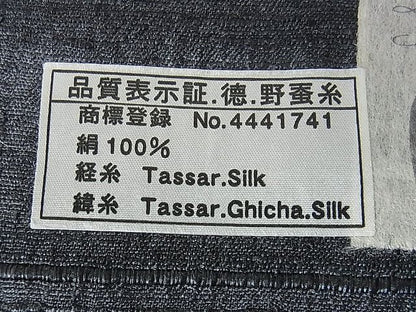 品質表示証.徳.野蚕糸
商標登録 No.4441741
絹100%
経糸 Tassar.Silk
緯糸 Tassar.Ghicha.Silk